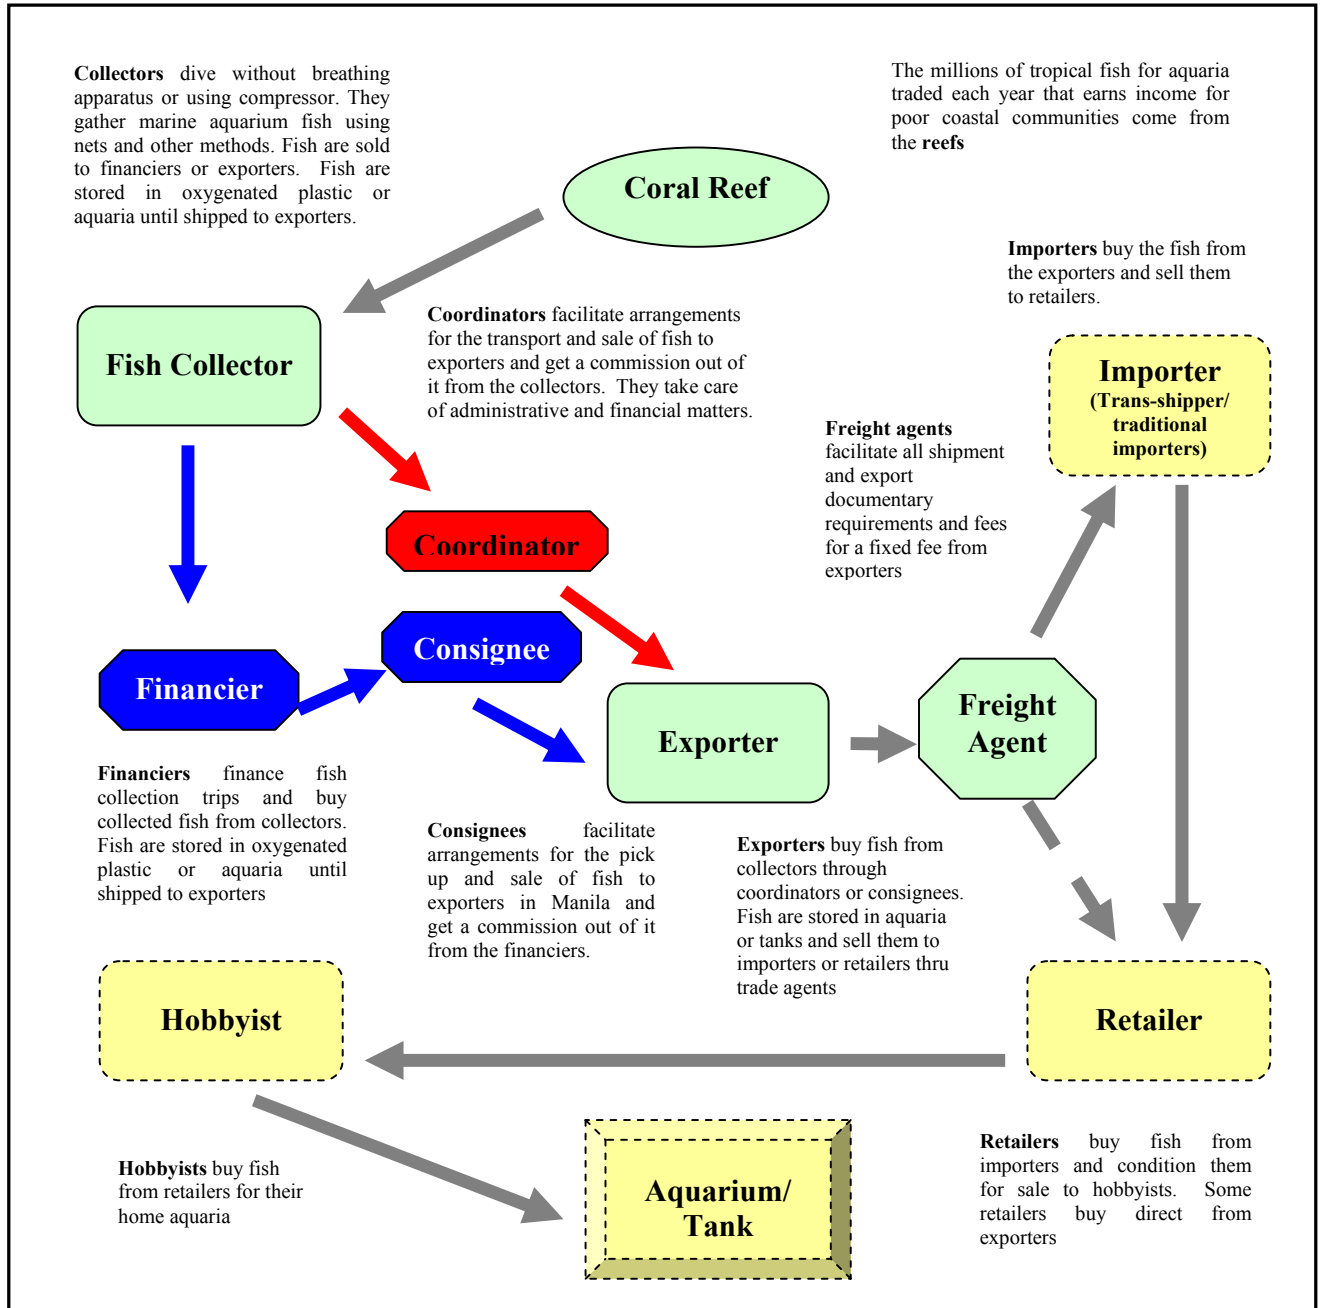 Collectors dive without breathing
apparatus or using compressor. They
gather marine aquarium fish using
nets and other methods. Fish are sold
to financiers or exporters. Fish are
stored in oxygenated plastic or
aquaria until shipped to exporters.
The millions of tropical fish for aquaria
traded each year that earns income for
poor coastal communities come from
the reefs
Coral Reef
Importers buy the fish from
the exporters and sell them
to retailers.
Fish Collector
Coordinators facilitate arrangements
for the transport and sale of fish to
exporters and get a commission out of
it from the collectors. They take care
of administrative and financial matters.
Importer
(Trans-shipper/
traditional
importers)
Freight agents
facilitate all shipment
and export
documentary
requirements and fees
for a fixed fee from
exporters
Coordinator
Consignee
Financier
Exporter
Freight
Agent
Financiers finance fish
collection trips and buy
collected fish from collectors.
Fish are stored in oxygenated
plastic or aquaria until
shipped to exporters
Consignees facilitate
arrangements for the pick
up and sale of fish to
exporters in Manila and
get a commission out of it
from the financiers.
Exporters buy fish from
collectors through
coordinators or consignees.
Fish are stored in aquaria
or tanks and sell them to
importers or retailers thru
trade agents
Hobbyist
Retailer
Hobbyists buy fish
from retailers for their
home aquaria
Aquarium/
Tank
Retailers buy fish from
importers and condition them
for sale to hobbyists. Some
retailers buy direct from
exporters